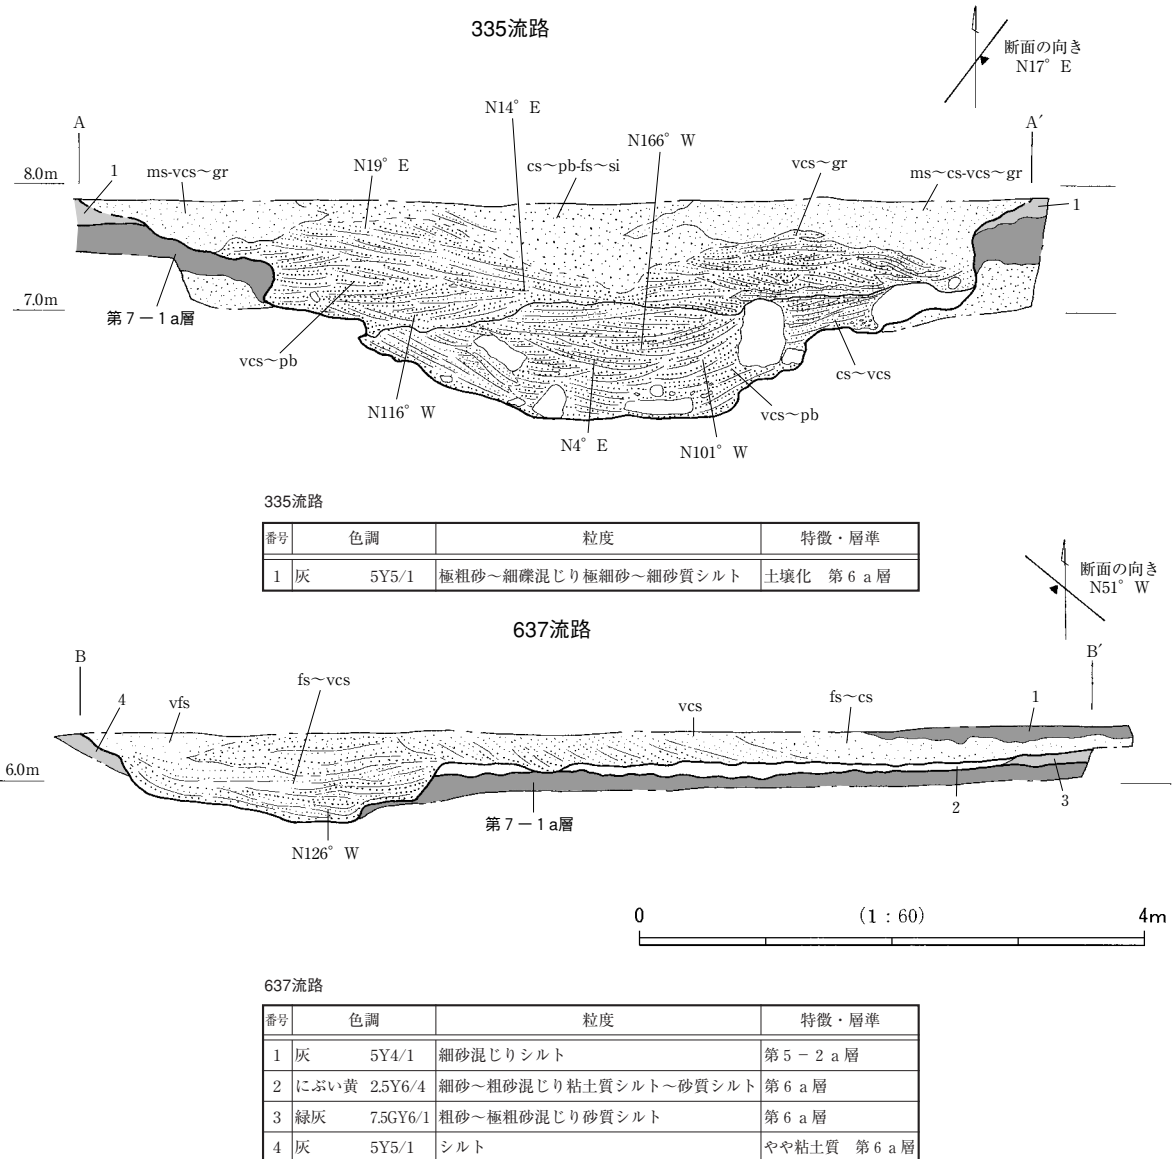 335流路
断面の向き
N17°E
A
A′
N14°E
N166°W
8.0m
1
ms-vcs～gr
N19°E
cs～pb-fs～si
vcs～gr
ms～cs-vcs～gr
1
7.0m
第7－1a層
vcs～pb
N116°W
N4°E
N101°W
vcs～pb
cs～vcs
335流路
番号 色調 粒度 特徴・層準
1 灰 5Y5/1 極粗砂～細礫混じり極細砂～細砂質シルト 土壌化 第6a層
断面の向き
N51°W
637流路
B
B′
4
vfs
fs～vcs
vcs
fs～cs
1
6.0m
第7－1a層
2
3
N126°W
0 (1：60) 4m
637流路
番号 色調 粒度 特徴・層準
1 灰 5Y4/1 細砂混じりシルト 第5－2a層
2 にぶい黄 2.5Y6/4 細砂～粗砂混じり粘土質シルト～砂質シルト 第6a層
3 緑灰 7.5GY6/1 粗砂～極粗砂混じり砂質シルト 第6a層
4 灰 5Y5/1 シルト やや粘土質 第6a層